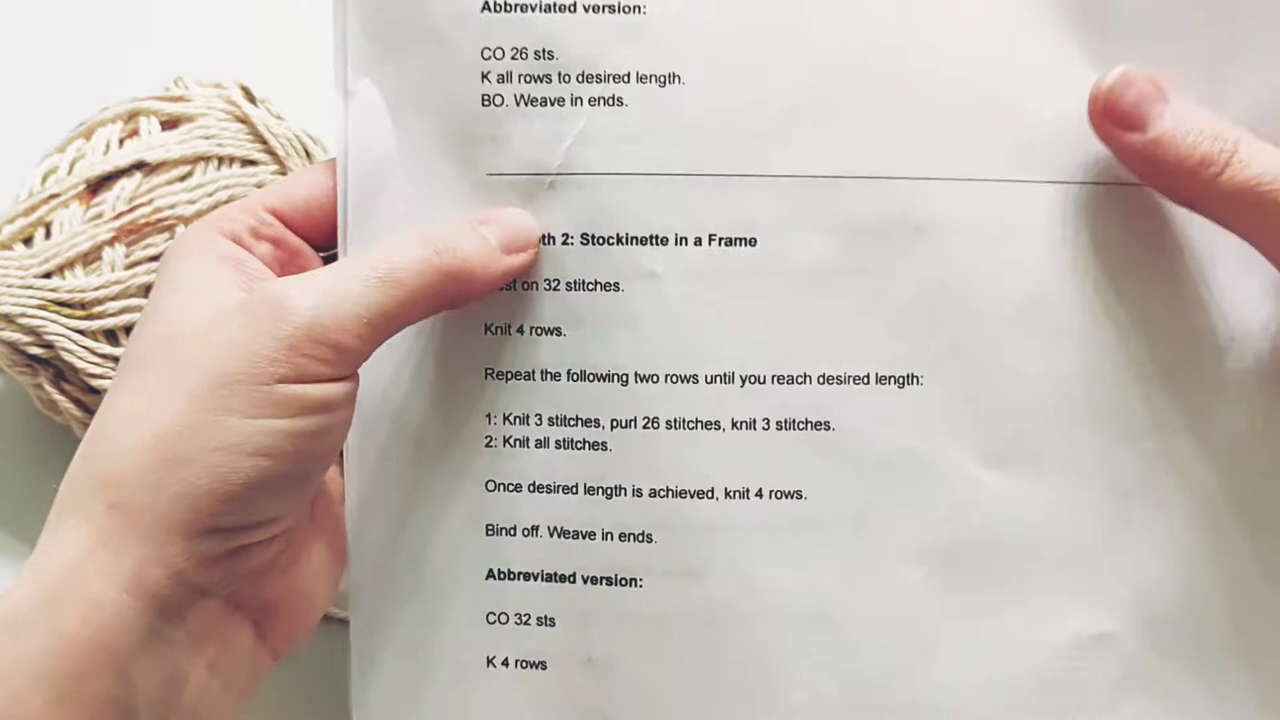 Abbreviated version:
CO 26 sts.
K all rows to desired length.
BO. Weave in ends.
2: Stockinette in a Frame
on 32 stitches.
Knit 4 rows.
Repeat the following two rows until you reach desired length:
1: Knit 3 stitches, purl 26 stitches, knit 3 stitches.
2: Knit all stitches.
Once desired length is achieved, knit 4 rows.
Bind off. Weave in ends.
Abbreviated version:
CO 32 sts
K 4 rows